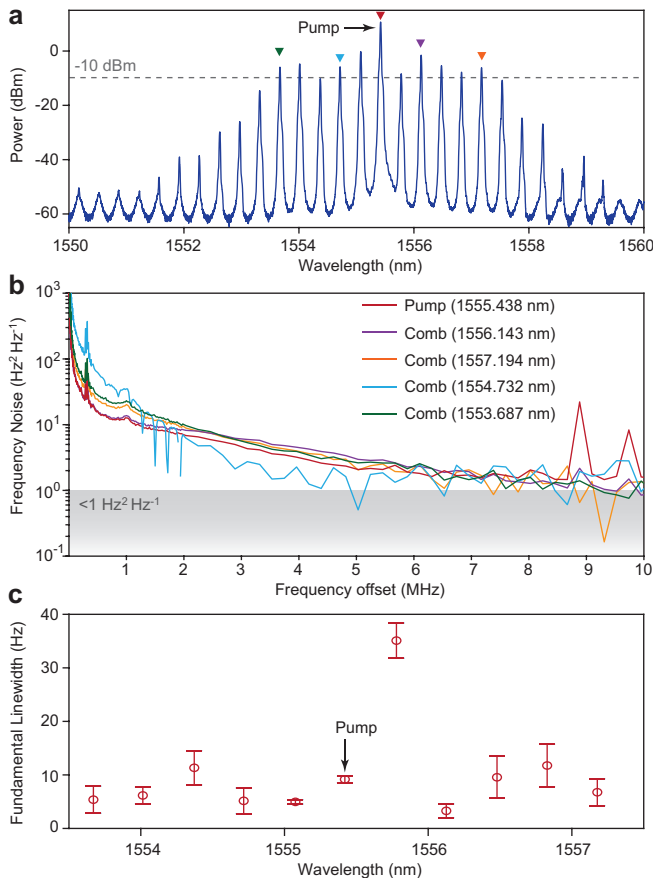 a
Pump
-10 dBm
Power (dBm)
0
-20
-40
-60
1550
1552
1554
1556
1558
1560
Wavelength (nm)
b
Frequency Noise (Hz² Hz⁻¹)
10³
10²
10¹
10⁰
10⁻¹
Pump (1555.438 nm)
Comb (1556.143 nm)
Comb (1557.194 nm)
Comb (1554.732 nm)
Comb (1553.687 nm)
<1 Hz² Hz⁻¹
1
2
3
4
5
6
7
8
9
10
Frequency offset (MHz)
c
Fundamental Linewidth (Hz)
40
30
20
10
0
Pump
1554
1555
1556
1557
Wavelength (nm)